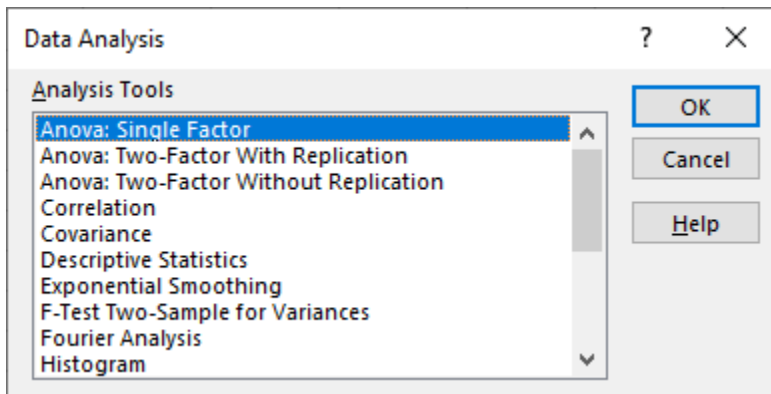 Data Analysis
?
Analysis Tools
Anova: Single Factor
Anova: Two-Factor With Replication
Anova: Two-Factor Without Replication
Correlation
Covariance
Descriptive Statistics
Exponential Smoothing
F-Test Two-Sample for Variances
Fourier Analysis
Histogram
OK
Cancel
Help